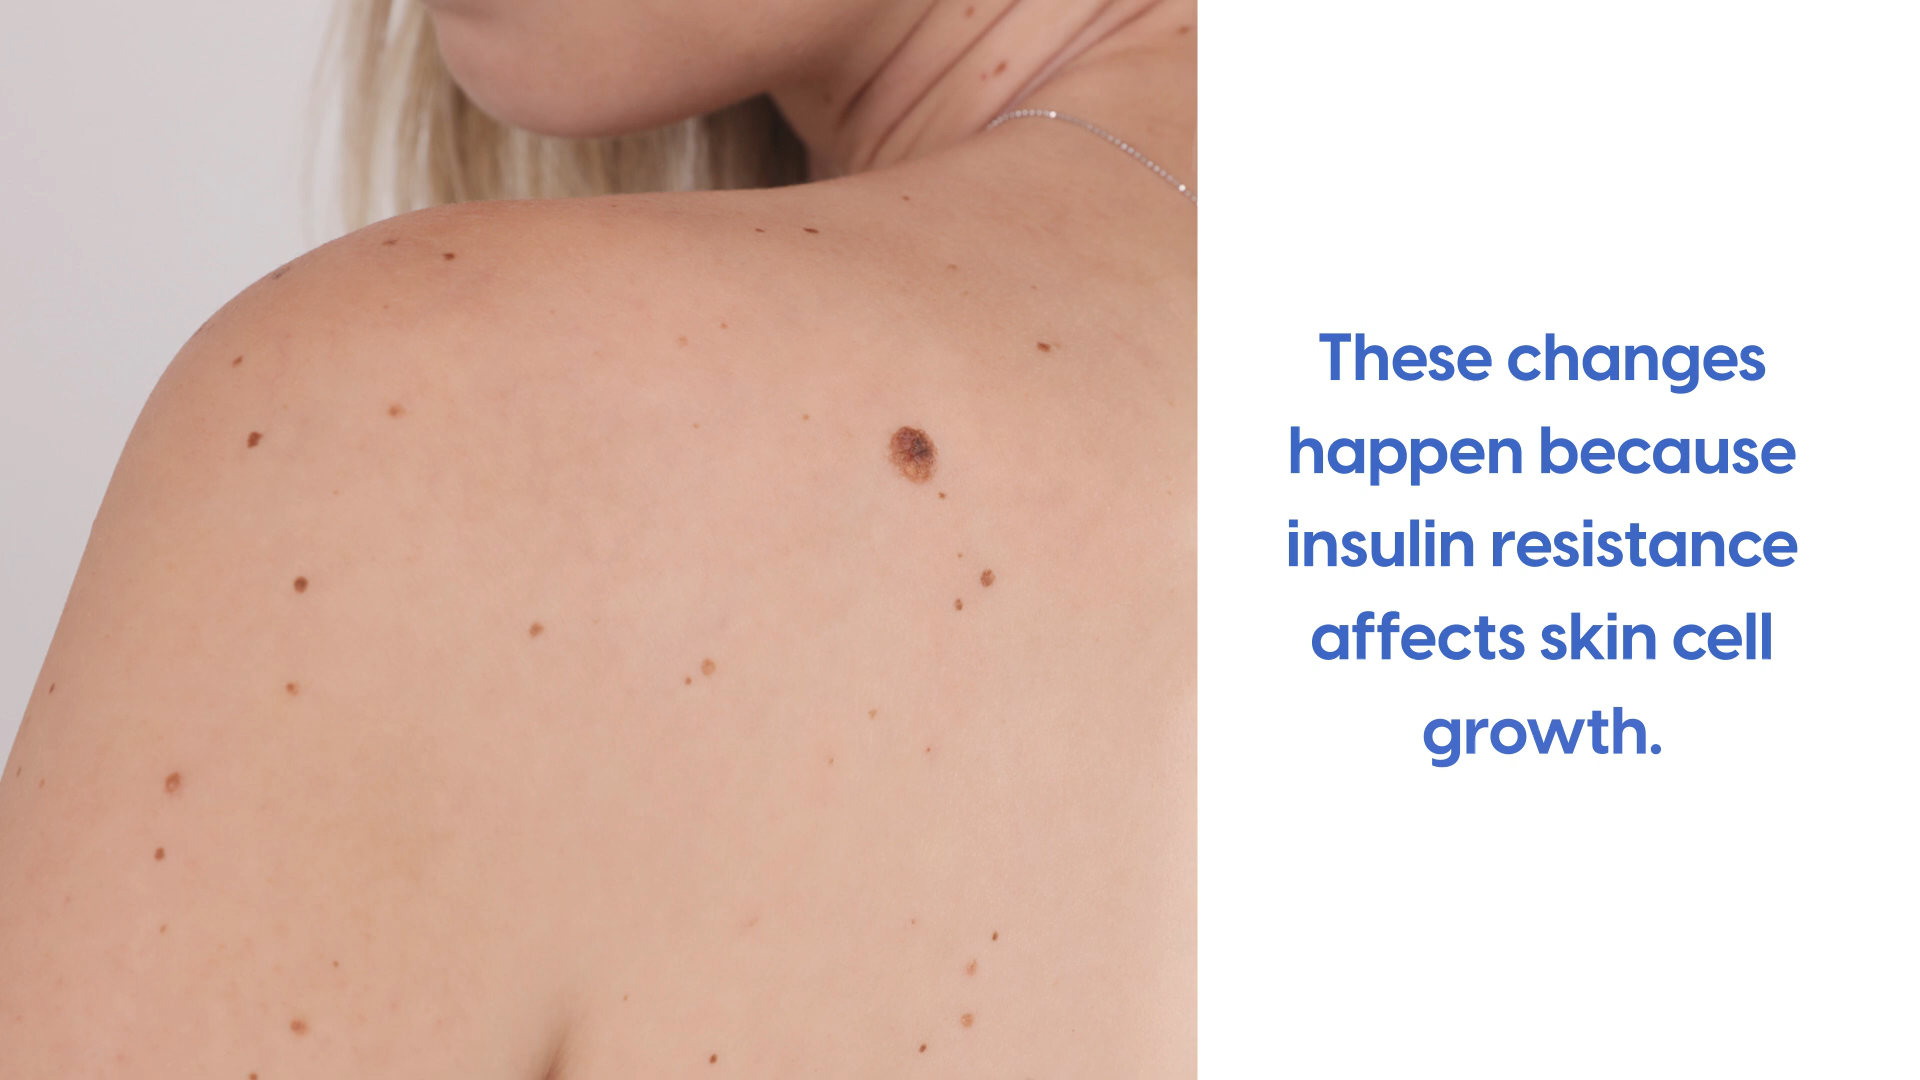 These changes
happen because
insulin resistance
affects skin cell
growth.